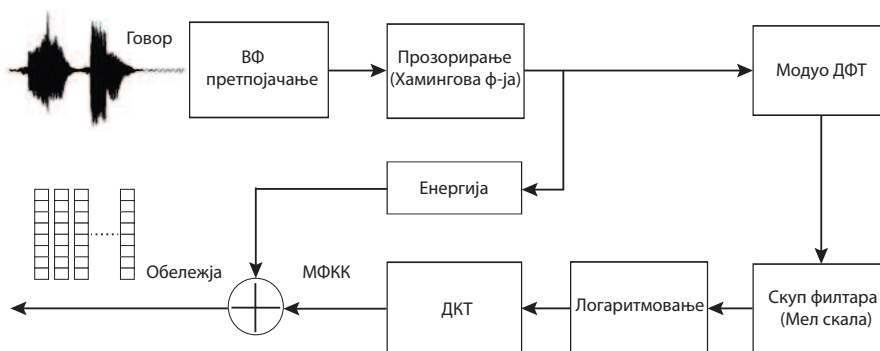 Говор
ВФ
претпојачање
Прозорирање
(Хамингова ф-ја)
Модуо ДФТ
Енергија
Обележја
МФКК
ДКТ
Логаритмовање
Скуп филтара
(Мел скала)